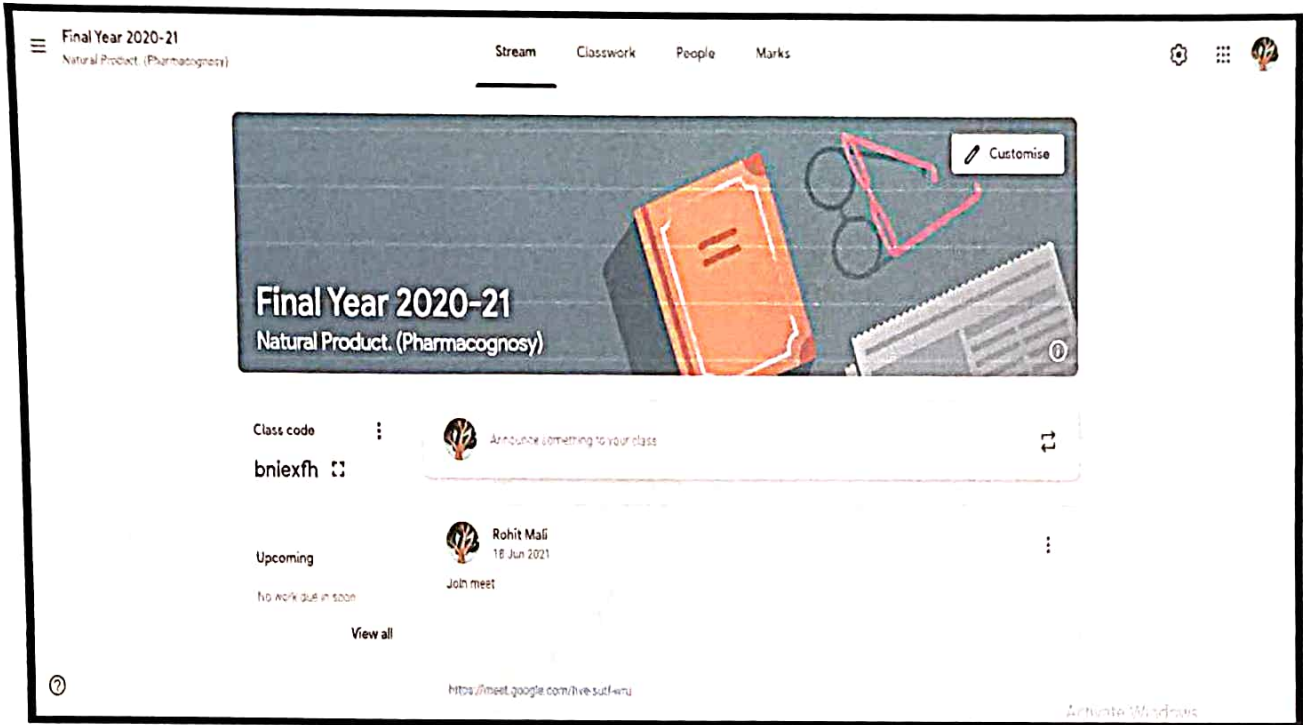 Final Year 2020-21
Natural Product. (Pharmacognosy)
Stream Classwork People Marks
Customise
Final Year 2020-21
Natural Product. (Pharmacognosy)
Class code
bniexfh
Announce something to your class
Upcoming
No work due in soon
View all
Rohit Mali
18 Jun 2021
Join meet
Activate Windows